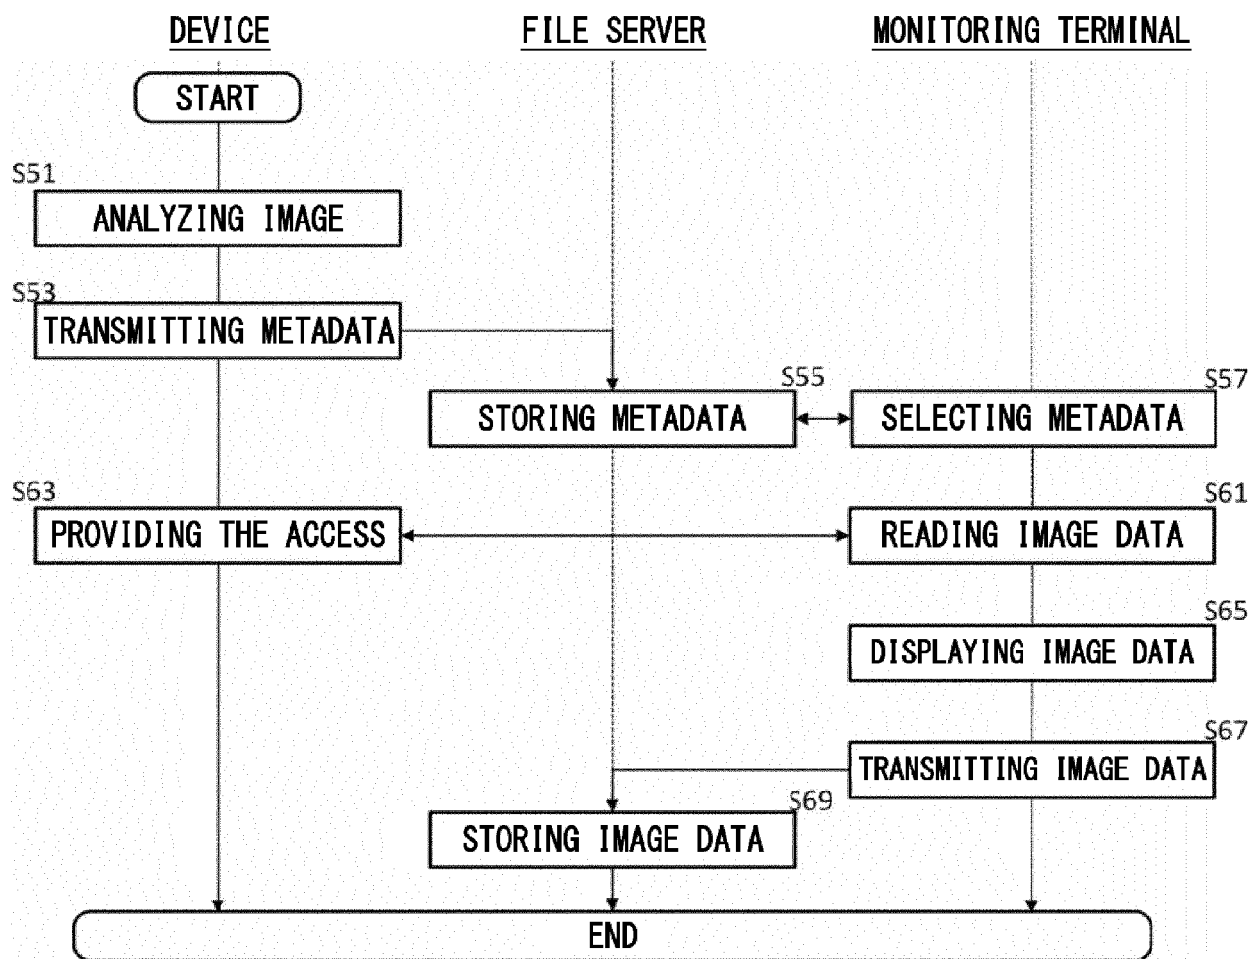 DEVICE
FILE SERVER
MONITORING TERMINAL
START
S51
ANALYZING IMAGE
S53
TRANSMITTING METADATA
S55
STORING METADATA
S57
SELECTING METADATA
S63
PROVIDING THE ACCESS
S61
READING IMAGE DATA
S65
DISPLAYING IMAGE DATA
S67
TRANSMITTING IMAGE DATA
S69
STORING IMAGE DATA
END